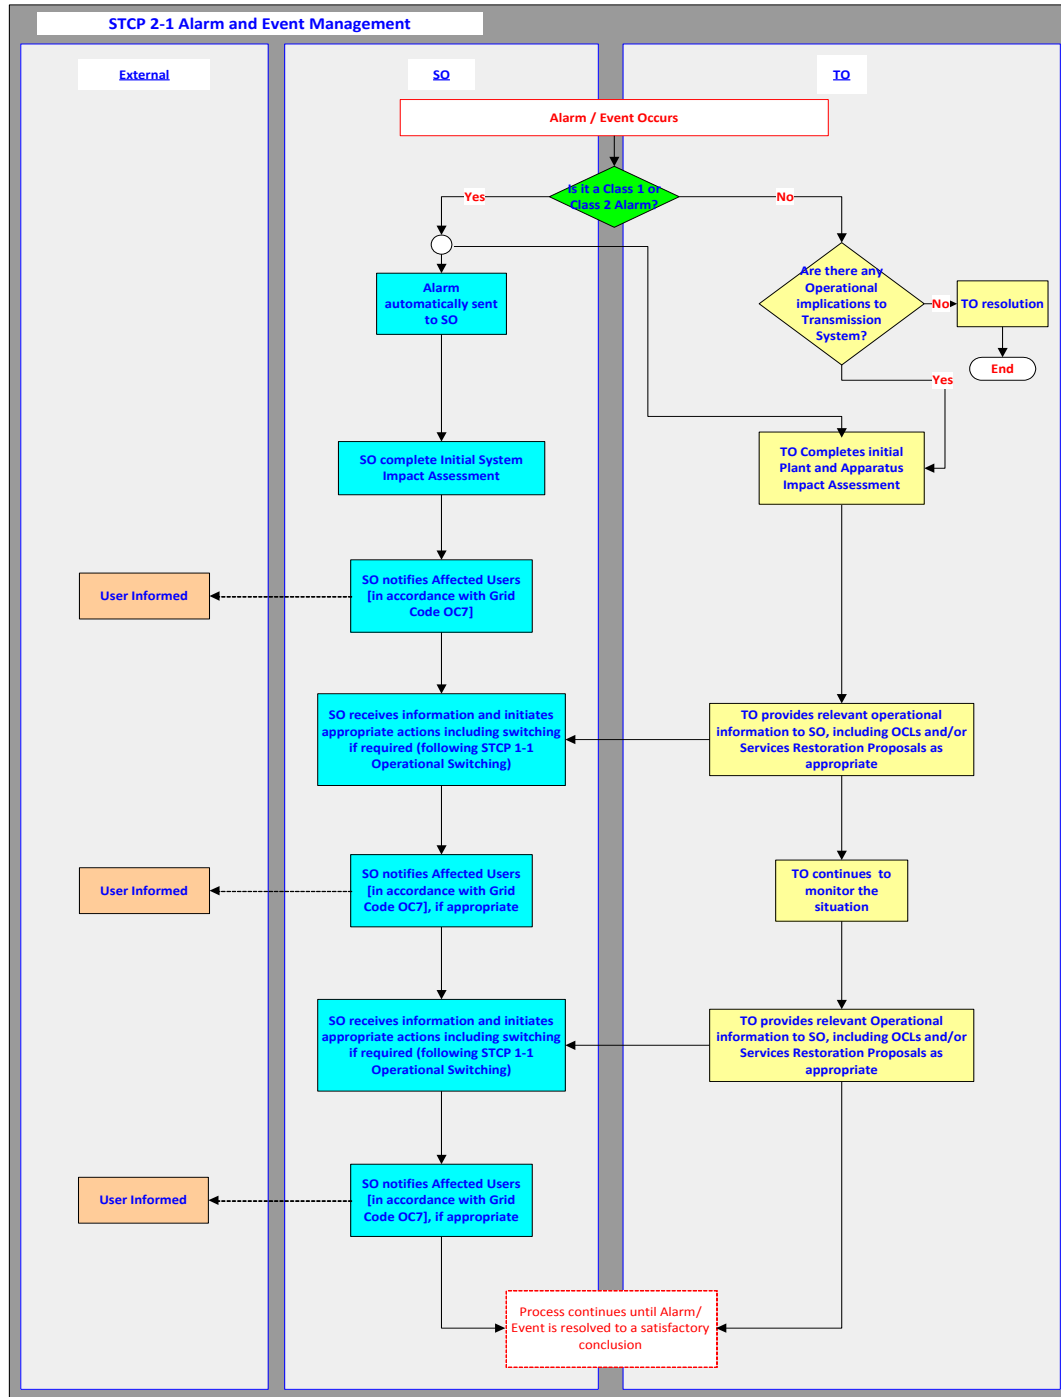 STCP 2-1 Alarm and Event Management
External
SO
TO
Alarm / Event Occurs
Is it a Class 1 or
Class 2 Alarm?
Yes
No
Alarm
automatically sent
to SO
Are there any
Operational
implications to
Transmission
System?
No
TO resolution
End
Yes
SO complete Initial System
Impact Assessment
TO Completes initial
Plant and Apparatus
Impact Assessment
User Informed
SO notifies Affected Users
[in accordance with Grid
Code OC7]
SO receives information and initiates
appropriate actions including switching
if required (following STCP 1-1
Operational Switching)
TO provides relevant operational
information to SO, including OCLs and/or
Services Restoration Proposals as
appropriate
User Informed
SO notifies Affected Users
[in accordance with Grid
Code OC7], if appropriate
TO continues to
monitor the
situation
SO receives information and initiates
appropriate actions including switching
if required (following STCP 1-1
Operational Switching)
TO provides relevant Operational
information to SO, including OCLs and/or
Services Restoration Proposals as
appropriate
User Informed
SO notifies Affected Users
[in accordance with Grid
Code OC7], if appropriate
Process continues until Alarm/
Event is resolved to a satisfactory
conclusion